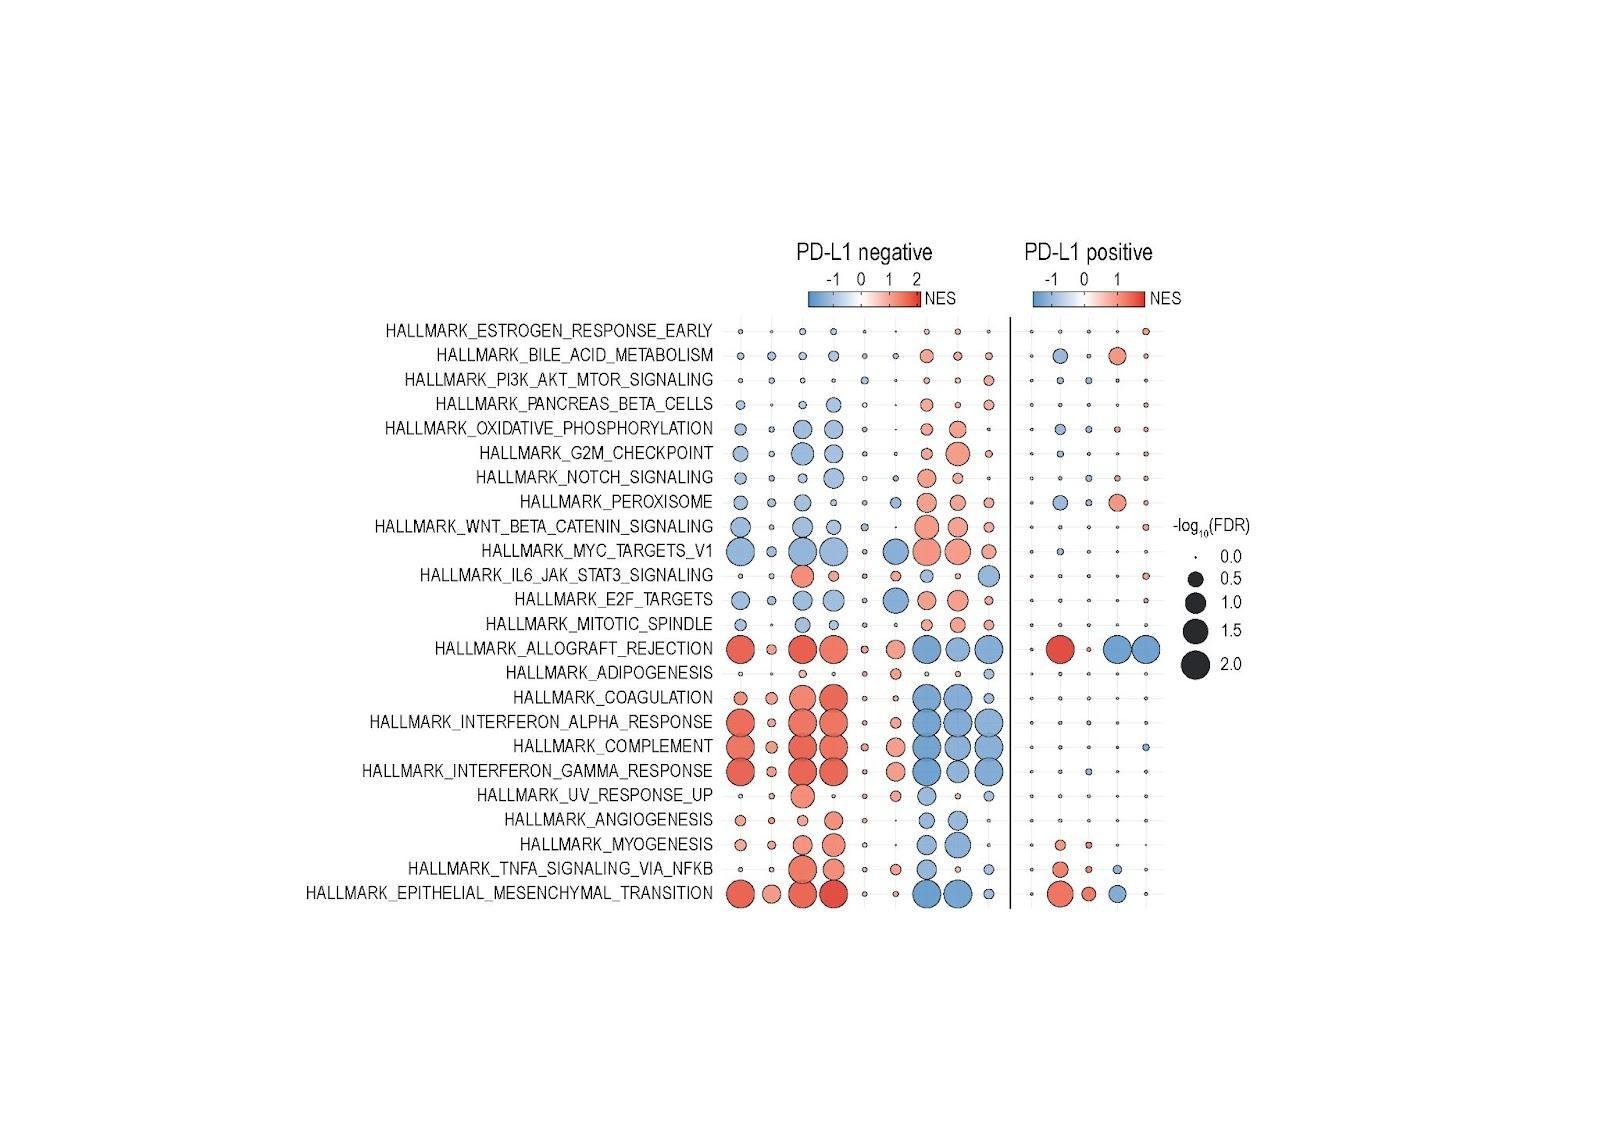 PD-L1 negative
PD-L1 positive
-1 0 1 2 NES
-1 0 1 NES
HALLMARK_ESTROGEN_RESPONSE_EARLY
HALLMARK_BILE_ACID_METABOLISM
HALLMARK_PI3K_AKT_MTOR_SIGNALING
HALLMARK_PANCREAS_BETA_CELLS
HALLMARK_OXIDATIVE_PHOSPHORYLATION
HALLMARK_G2M_CHECKPOINT
HALLMARK_NOTCH_SIGNALING
HALLMARK_PEROXISOME
HALLMARK_WNT_BETA_CATENIN_SIGNALING
HALLMARK_MYC_TARGETS_V1
HALLMARK_IL6_JAK_STAT3_SIGNALING
HALLMARK_E2F_TARGETS
HALLMARK_MITOTIC_SPINDLE
HALLMARK_ALLOGRAFT_REJECTION
HALLMARK_ADIPOGENESIS
HALLMARK_COAGULATION
HALLMARK_INTERFERON_ALPHA_RESPONSE
HALLMARK_COMPLEMENT
HALLMARK_INTERFERON_GAMMA_RESPONSE
HALLMARK_UV_RESPONSE_UP
HALLMARK_ANGIOGENESIS
HALLMARK_MYOGENESIS
HALLMARK_TNFA_SIGNALING_VIA_NFKB
HALLMARK_EPITHELIAL_MESENCHYMAL_TRANSITION
-log10(FDR)
0.0
0.5
1.0
1.5
2.0